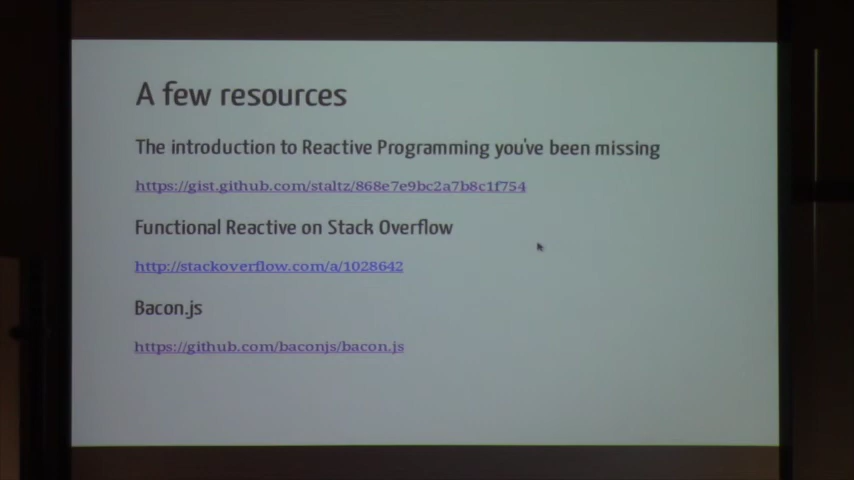 A few resources
The introduction to Reactive Programming you've been missing
https://gist.github.com/staltz/868e7e9bc2a7b8c1f754
Functional Reactive on Stack Overflow
http://stackoverflow.com/a/1028642
Bacon.js
https://github.com/baconjs/bacon.js